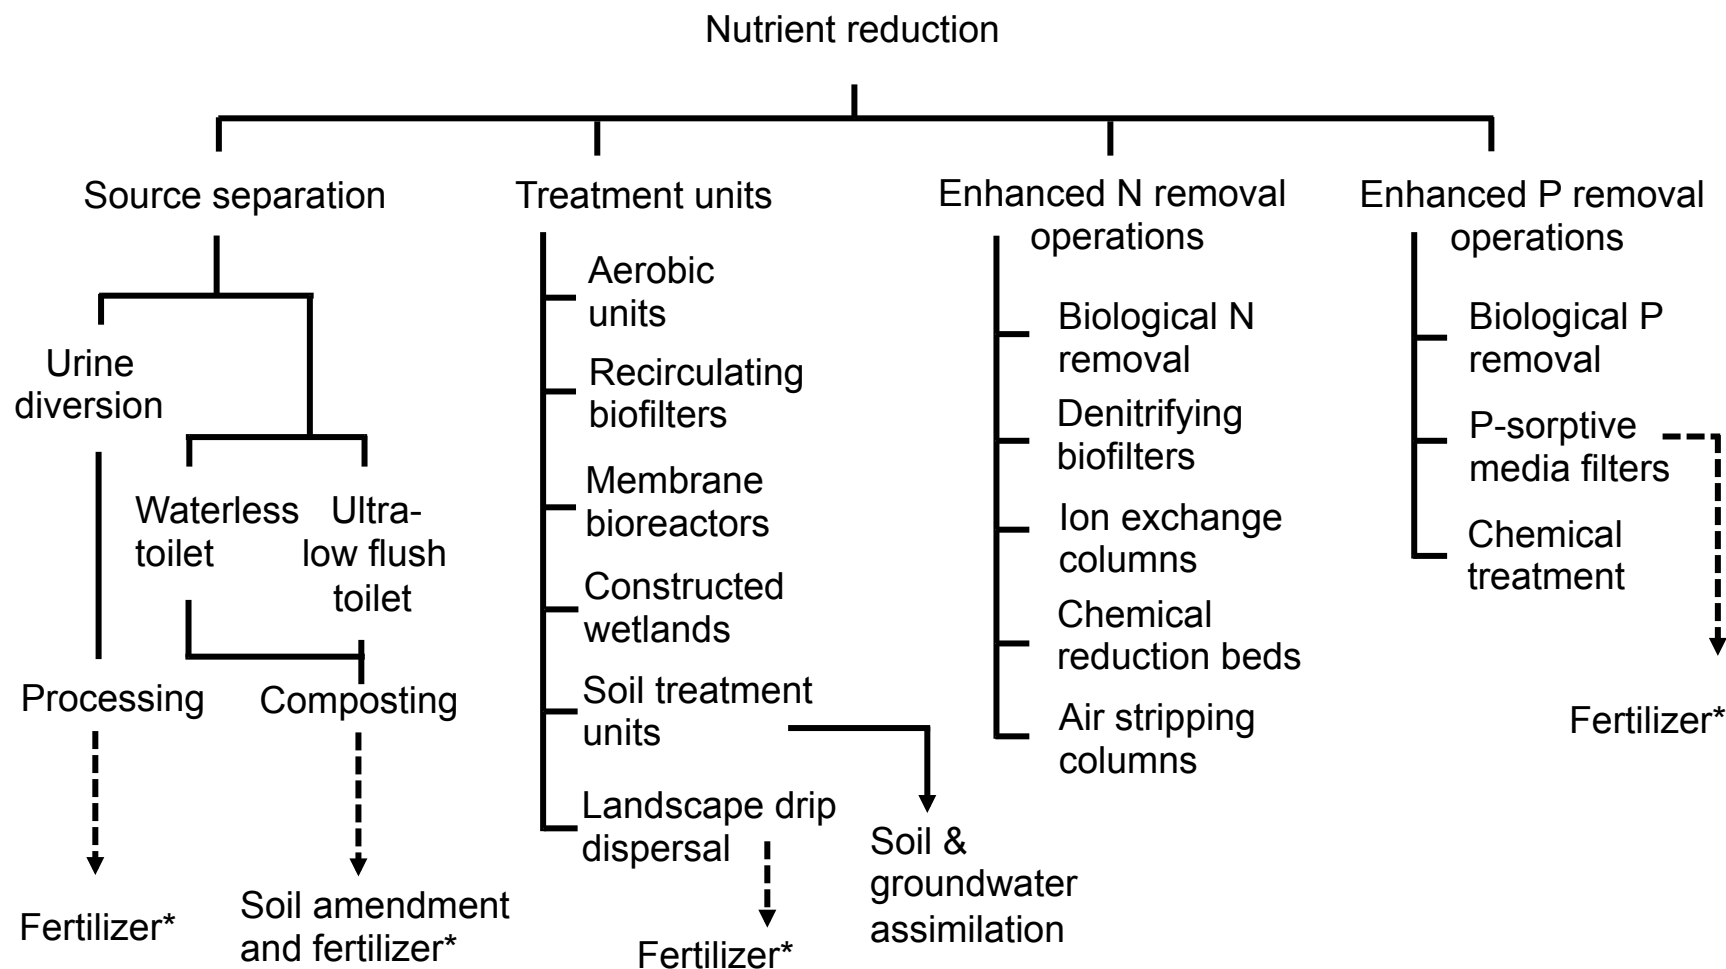 Nutrient reduction
Source separation
Urine
diversion
Waterless
toilet
Ultra-
low flush
toilet
Processing
Composting
Fertilizer*
Soil amendment
and fertilizer*
Treatment units
Aerobic
units
Recirculating
biofilters
Membrane
bioreactors
Constructed
wetlands
Soil treatment
units
Landscape drip
dispersal
Fertilizer*
Soil &
groundwater
assimilation
Enhanced N removal
operations
Biological N
removal
Denitrifying
biofilters
Ion exchange
columns
Chemical
reduction beds
Air stripping
columns
Enhanced P removal
operations
Biological P
removal
P-sorptive
media filters
Chemical
treatment
Fertilizer*